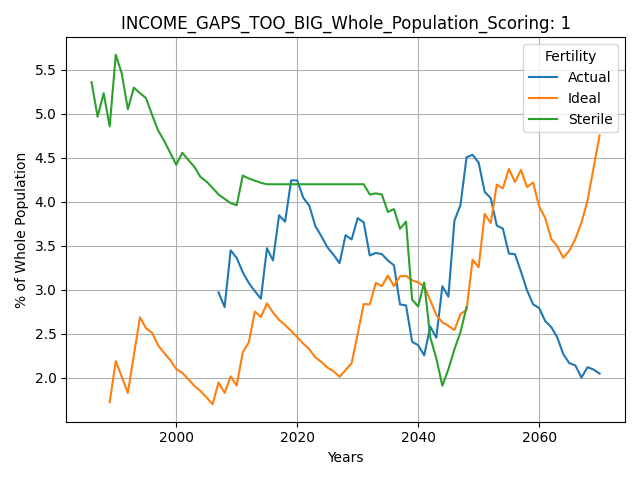 INCOME_GAPS_TOO_BIG_Whole_Population_Scoring: 1
Fertility
Actual
Ideal
Sterile
% of Whole Population
5.5
5.0
4.5
4.0
3.5
3.0
2.5
2.0
2000 2020 2040 2060
Years